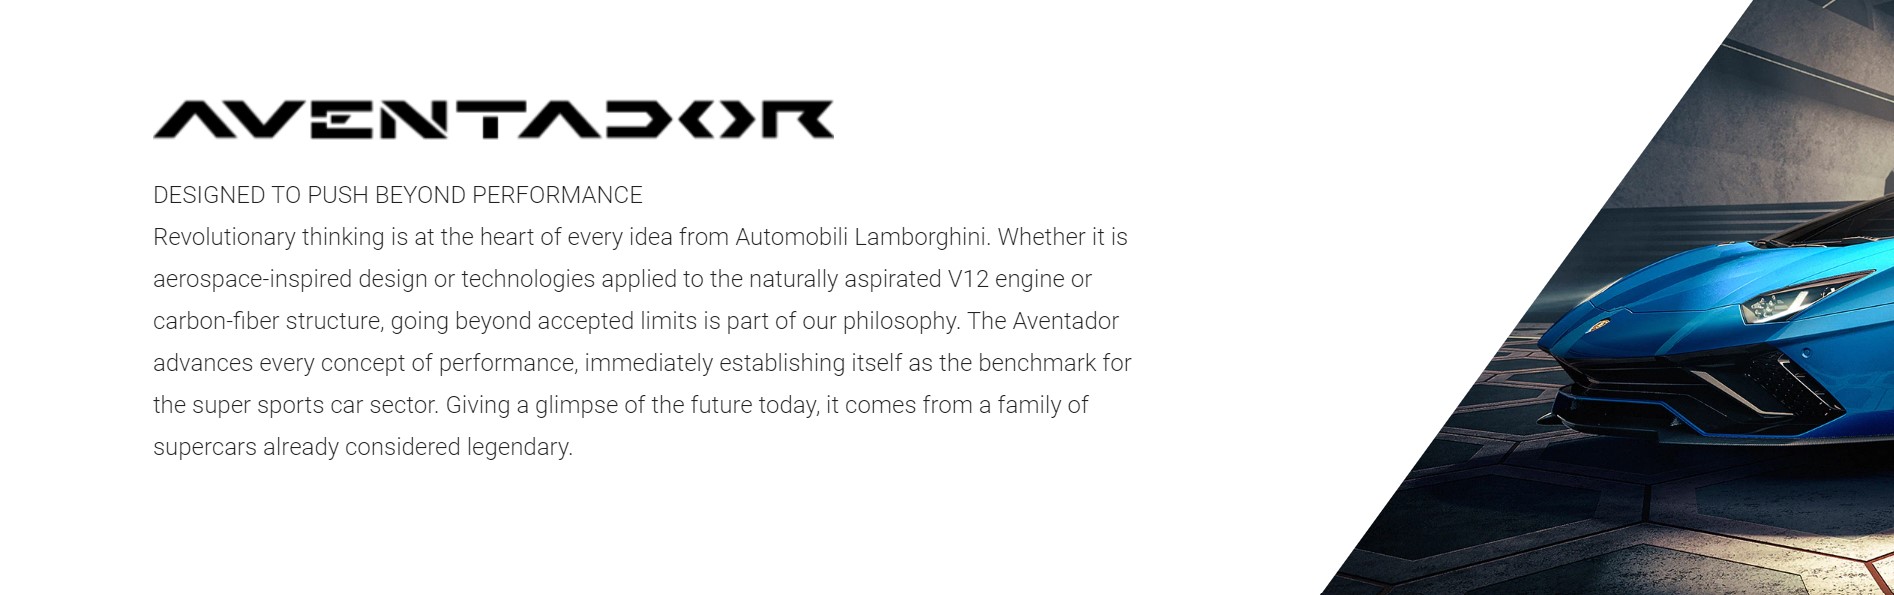 AVENTADOR
DESIGNED TO PUSH BEYOND PERFORMANCE
Revolutionary thinking is at the heart of every idea from Automobili Lamborghini. Whether it is
aerospace-inspired design or technologies applied to the naturally aspirated V12 engine or
carbon-fiber structure, going beyond accepted limits is part of our philosophy. The Aventador
advances every concept of performance, immediately establishing itself as the benchmark for
the super sports car sector. Giving a glimpse of the future today, it comes from a family of
supercars already considered legendary.